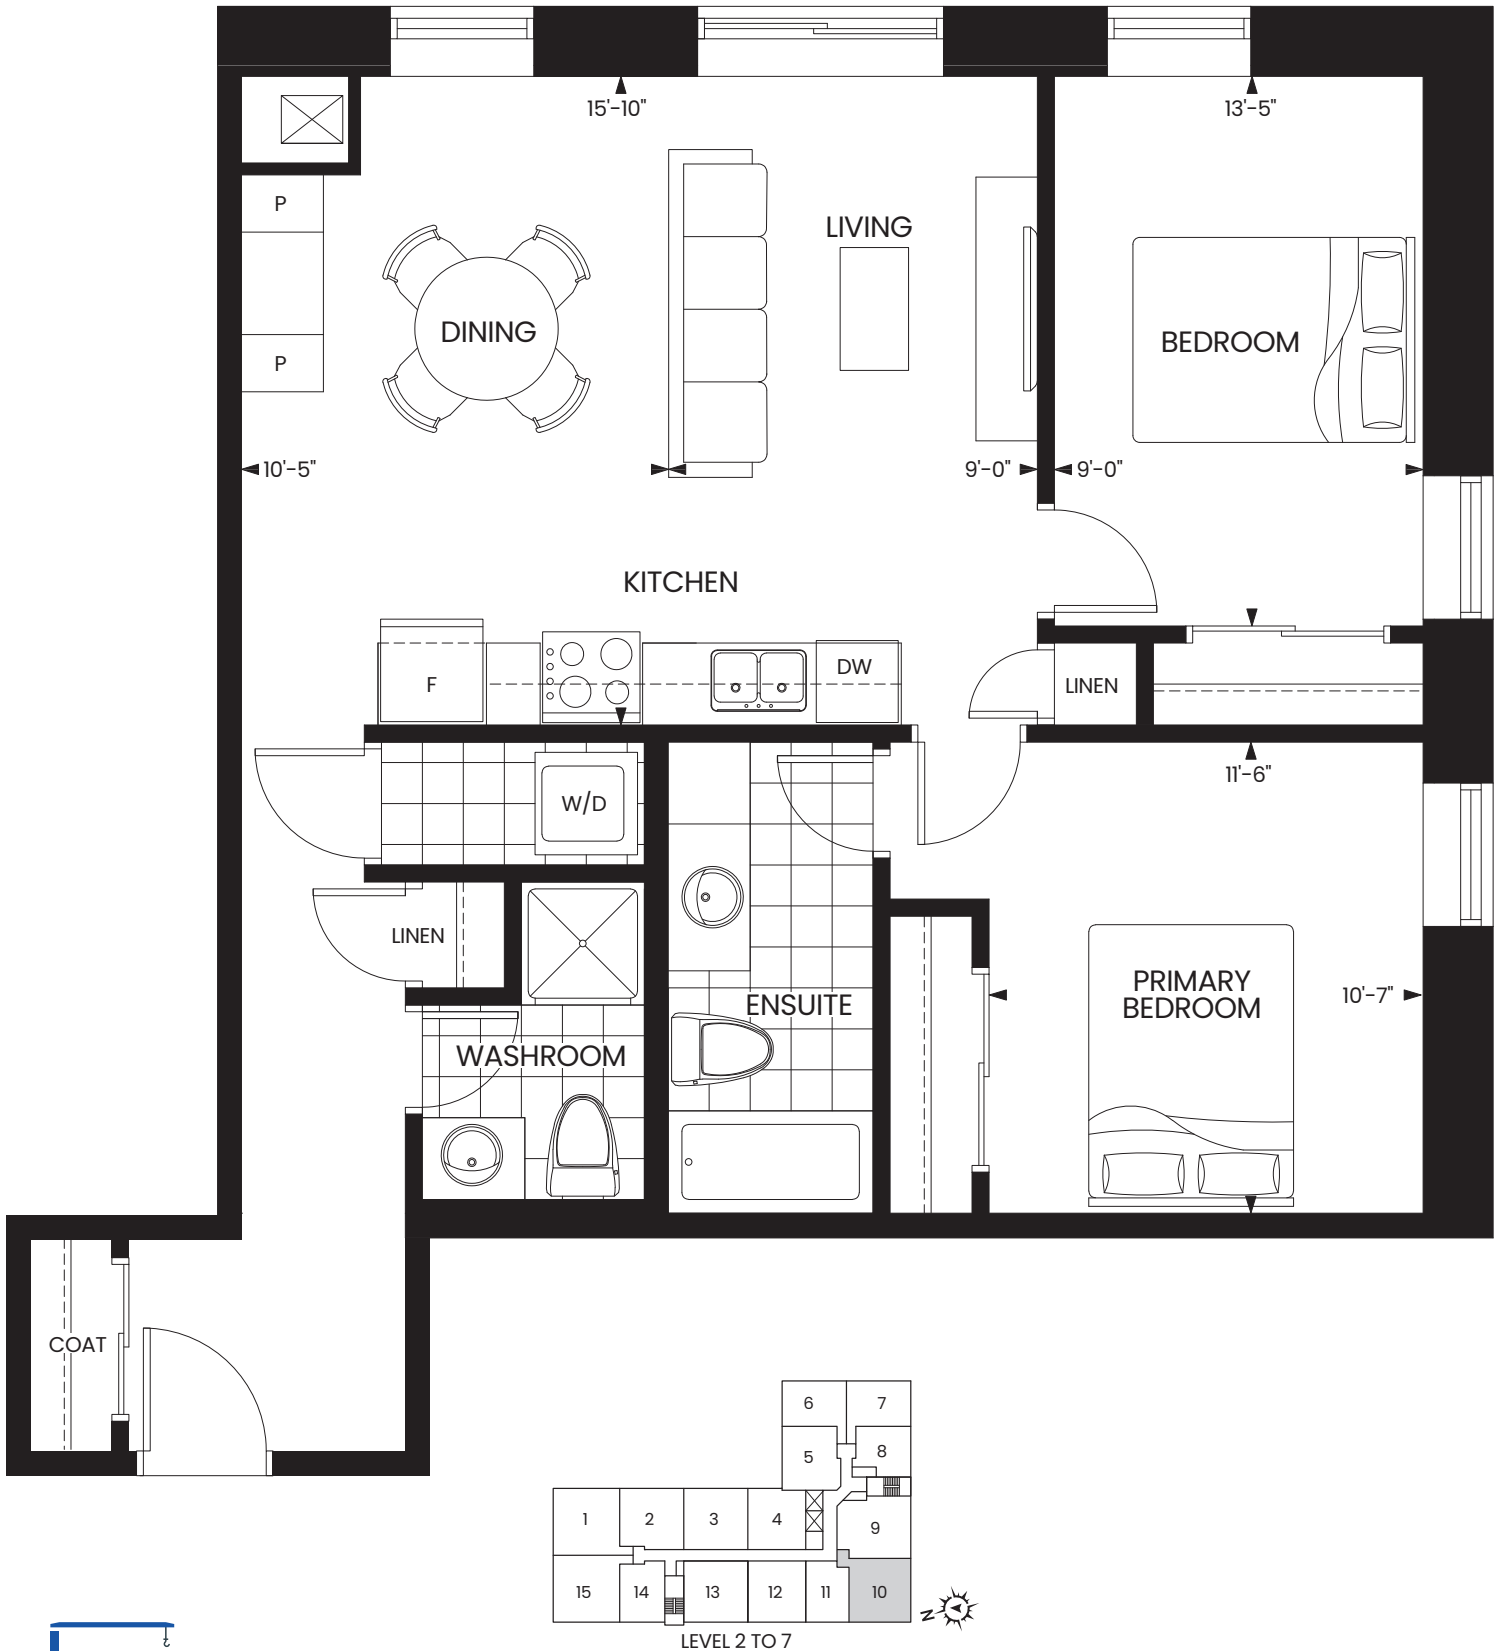 15'-10"
13'-5"
P
LIVING
DINING
BEDROOM
P
10'-5"
9'-0"
9'-0"
KITCHEN
F
DW
LINEN
11'-6"
W/D
LINEN
PRIMARY
BEDROOM
10'-7"
ENSUITE
WASHROOM
COAT
6
7
5
8
1
2
3
4
9
15
14
13
12
11
10
N
LEVEL 2 TO 7